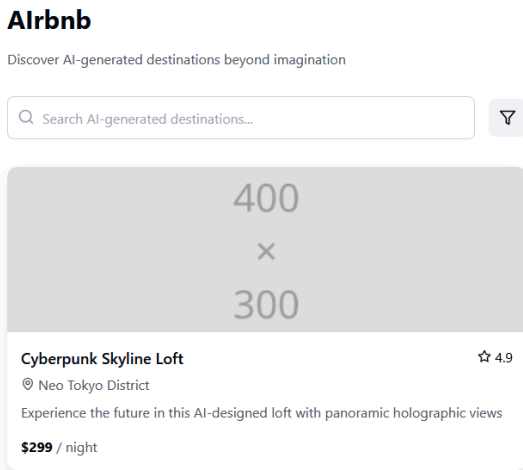 AIrbnb
Discover AI-generated destinations beyond imagination
Search AI-generated destinations...
400
×
300
Cyberpunk Skyline Loft
4.9
Neo Tokyo District
Experience the future in this AI-designed loft with panoramic holographic views
$299 / night